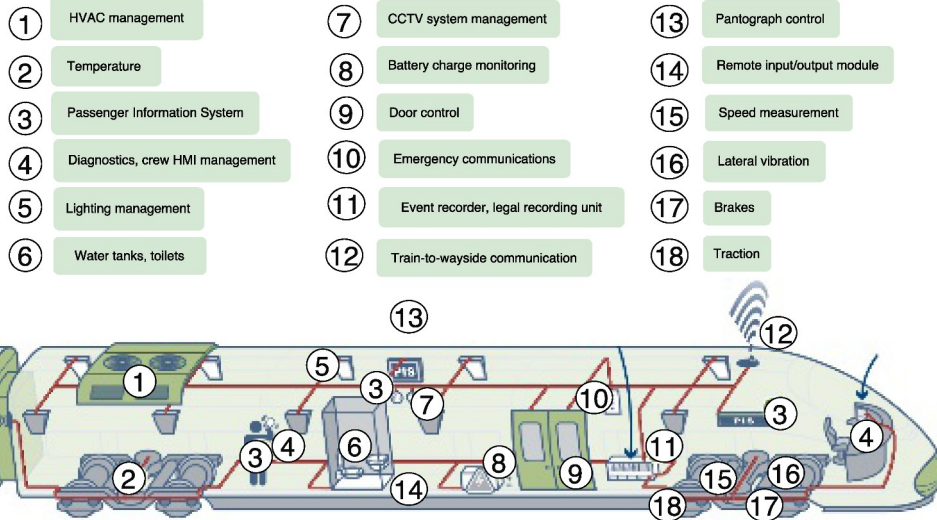 1 HVAC management
2 Temperature
3 Passenger Information System
4 Diagnostics, crew HMI management
5 Lighting management
6 Water tanks, toilets
7 CCTV system management
8 Battery charge monitoring
9 Door control
10 Emergency communications
11 Event recorder, legal recording unit
12 Train-to-wayside communication
13 Pantograph control
14 Remote input/output module
15 Speed measurement
16 Lateral vibration
17 Brakes
18 Traction
13
12
5
PIS
1
3
7
10
3
PIS
4
4
3
6
8
9
11
2
14
15
16
18
17